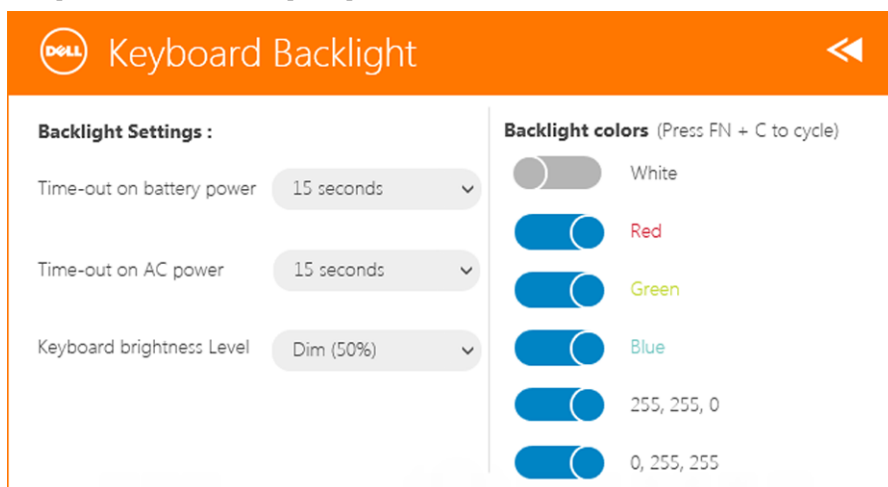 DELL Keyboard Backlight
Backlight Settings :
Time-out on battery power 15 seconds
Time-out on AC power 15 seconds
Keyboard brightness Level Dim (50%)
Backlight colors (Press FN + C to cycle)
White
Red
Green
Blue
255, 255, 0
0, 255, 255